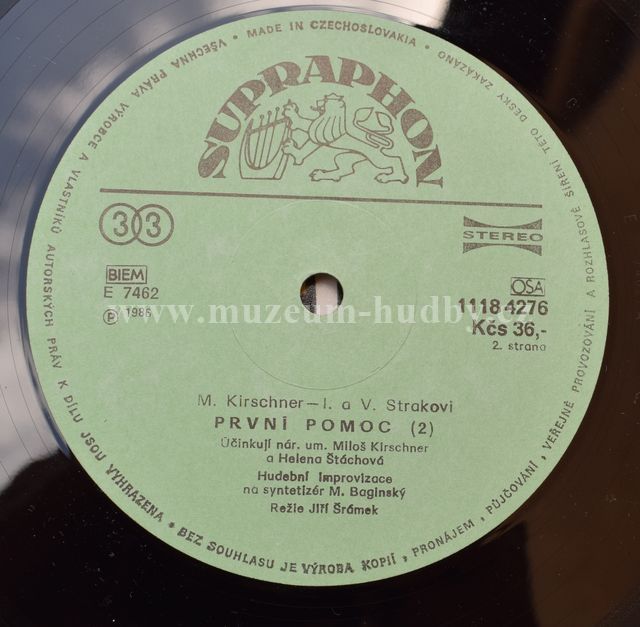 VŠECHNA PRÁVA VÝROBCE A VLASTNÍKŮ AUTORSKÝCH PRÁV K DÍLU JSOU VYHRAZENA • BEZ SOUHLASU JE VÝROBA KOPIÍ, PRONÁJEM, PŮJČOVÁNÍ, VEŘEJNÉ PROVOZOVÁNÍ A ROZHLASOVÉ ŠÍŘENÍ TÉTO DESKY ZAKÁZÁNO • MADE IN CZECHOSLOVAKIA •
SUPRAPHON
33
STEREO
BIEM
E 7462
Ⓟ 1986
OSA
1118 4276
Kčs 36,-
2. strana
www.muzeum-hudby.cz
M. Kirschner — I. a V. Strakovi
PRVNÍ POMOC (2)
Účinkují nár. um. Miloš Kirschner
a Helena Štáchová
Hudební improvizace
na syntetizér M. Baginský
Režie Jiří Šrámek